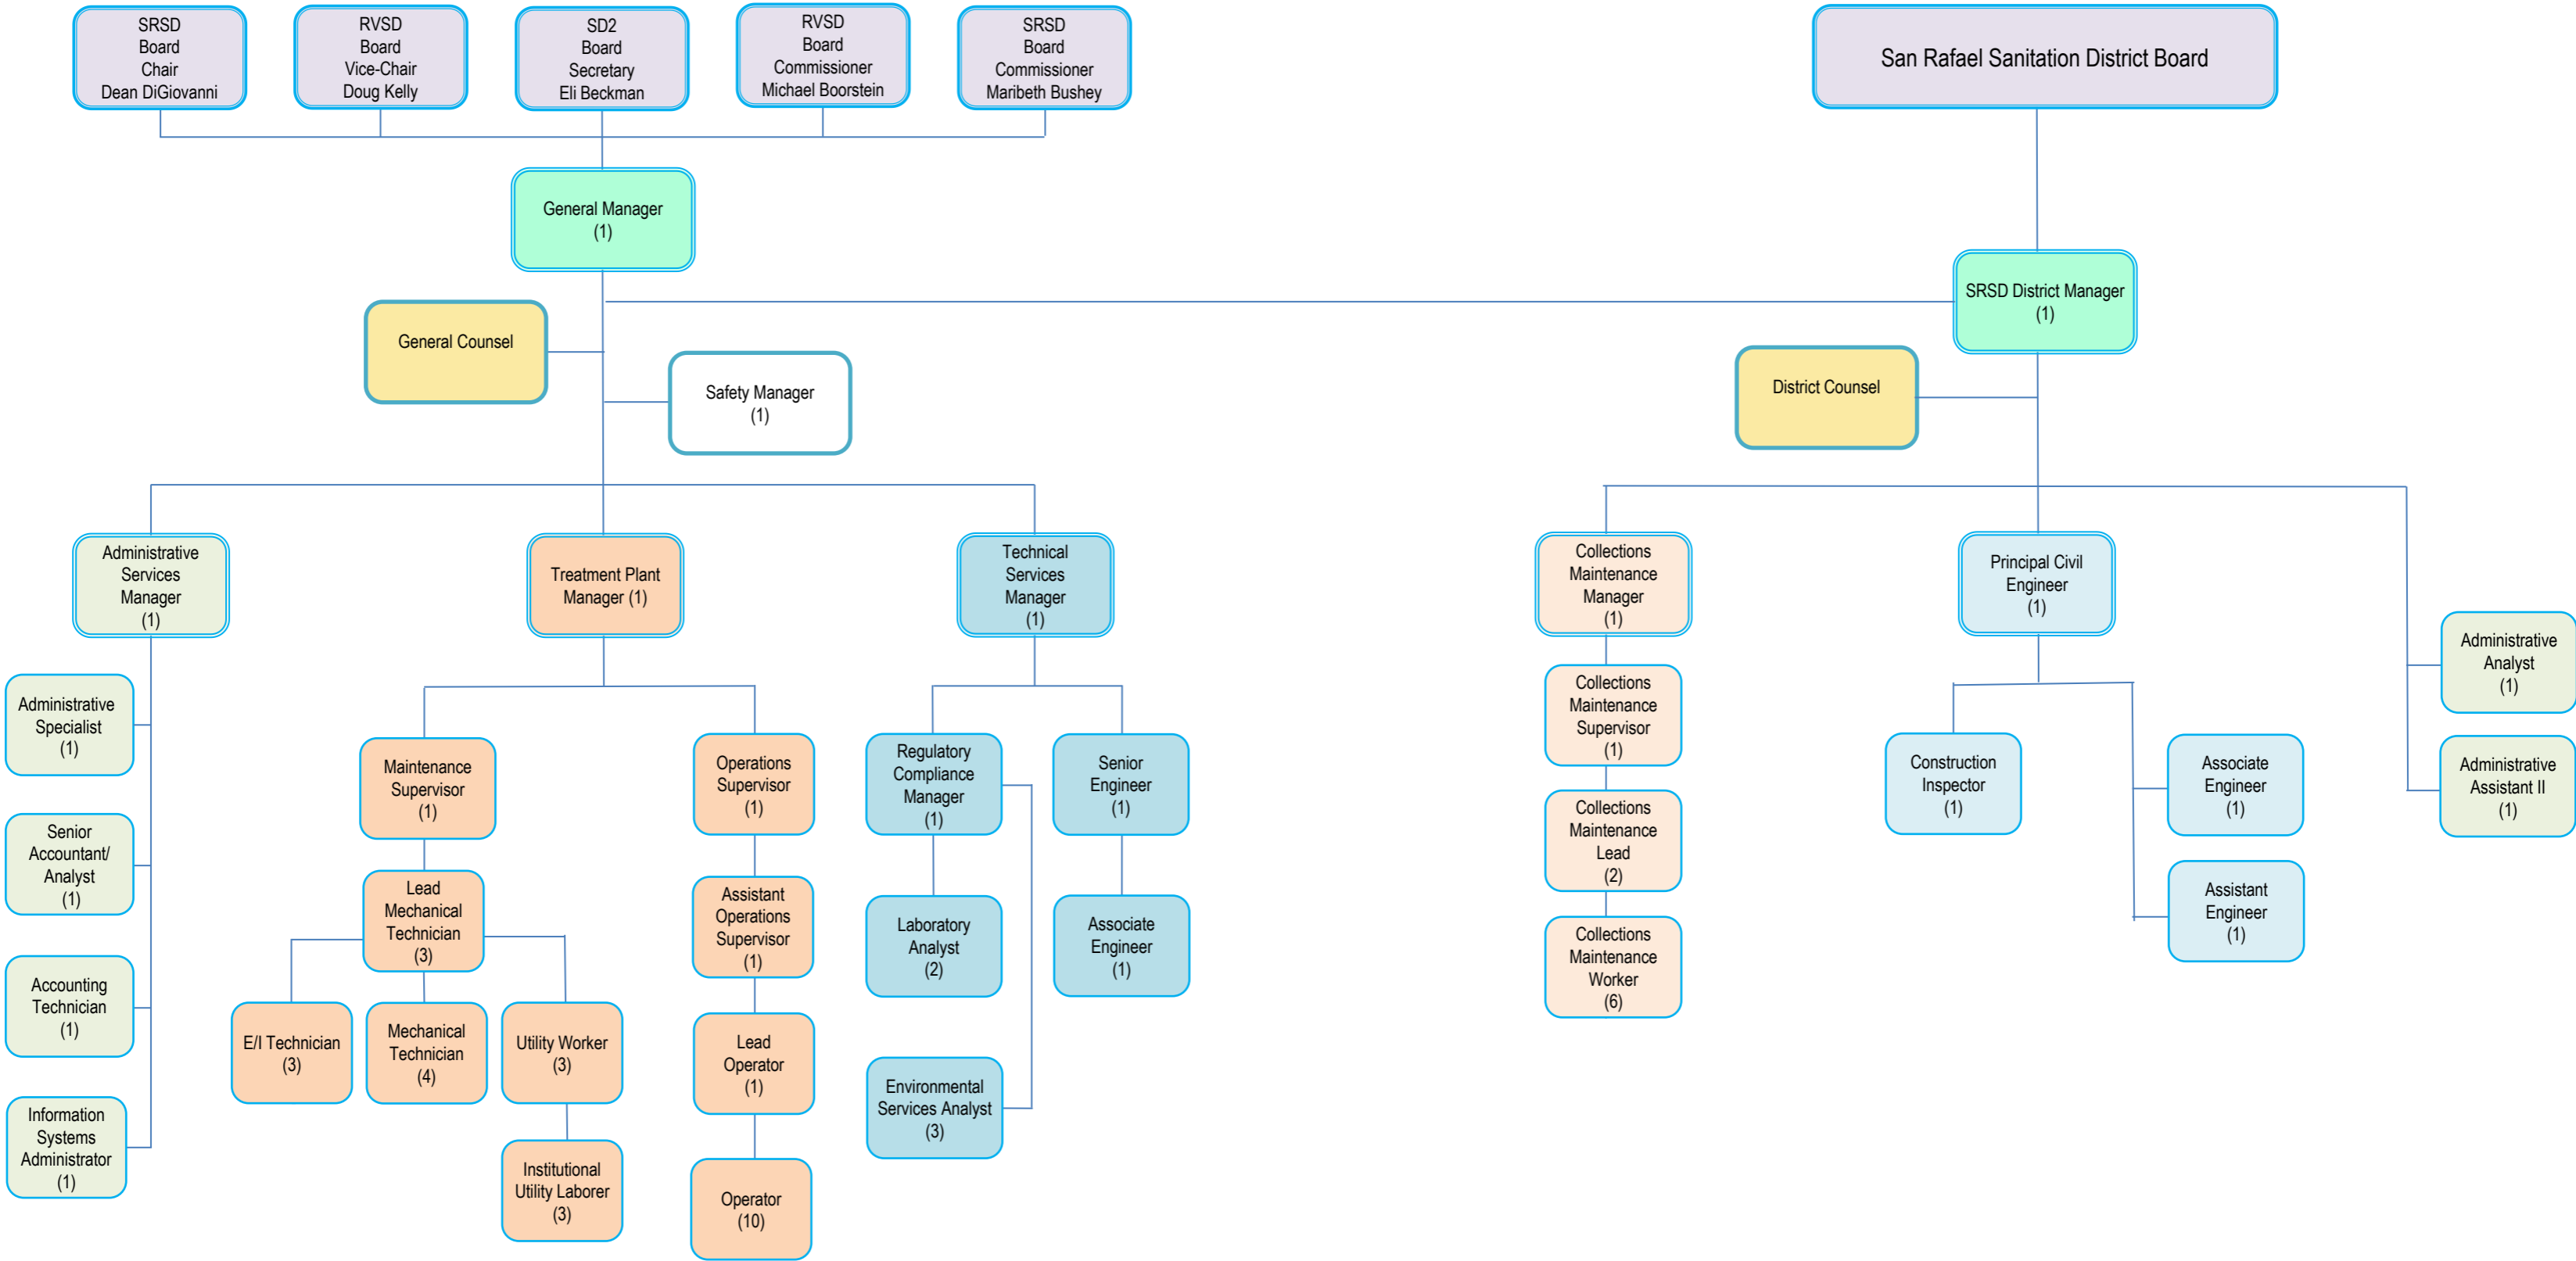 SRSD
Board
Chair
Dean DiGiovanni
RVSD
Board
Vice-Chair
Doug Kelly
SD2
Board
Secretary
Eli Beckman
RVSD
Board
Commissioner
Michael Boorstein
SRSD
Board
Commissioner
Maribeth Bushey
San Rafael Sanitation District Board
General Manager
(1)
SRSD District Manager
(1)
General Counsel
Safety Manager
(1)
District Counsel
Administrative
Services
Manager
(1)
Treatment Plant
Manager (1)
Technical
Services
Manager
(1)
Collections
Maintenance
Manager
(1)
Principal Civil
Engineer
(1)
Administrative
Analyst
(1)
Administrative
Assistant II
(1)
Administrative
Specialist
(1)
Senior
Accountant/
Analyst
(1)
Accounting
Technician
(1)
Information
Systems
Administrator
(1)
Maintenance
Supervisor
(1)
Lead
Mechanical
Technician
(3)
E/I Technician
(3)
Mechanical
Technician
(4)
Utility Worker
(3)
Institutional
Utility Laborer
(3)
Operations
Supervisor
(1)
Assistant
Operations
Supervisor
(1)
Lead
Operator
(1)
Operator
(10)
Regulatory
Compliance
Manager
(1)
Laboratory
Analyst
(2)
Environmental
Services Analyst
(3)
Senior
Engineer
(1)
Associate
Engineer
(1)
Collections
Maintenance
Supervisor
(1)
Collections
Maintenance
Lead
(2)
Collections
Maintenance
Worker
(6)
Construction
Inspector
(1)
Associate
Engineer
(1)
Assistant
Engineer
(1)